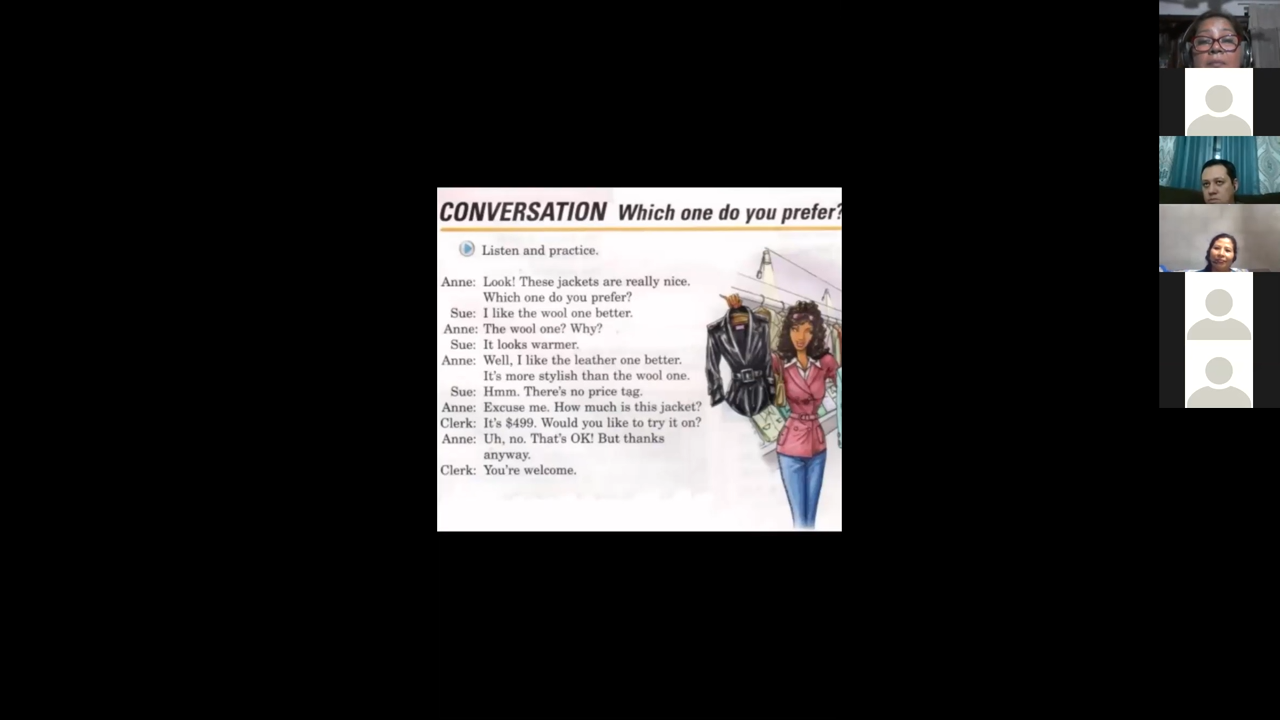 CONVERSATION Which one do you prefer?
Listen and practice.
Anne: Look! These jackets are really nice.
Which one do you prefer?
Sue: I like the wool one better.
Anne: The wool one? Why?
Sue: It looks warmer.
Anne: Well, I like the leather one better.
It's more stylish than the wool one.
Sue: Hmm. There's no price tag.
Anne: Excuse me. How much is this jacket?
Clerk: It's $499. Would you like to try it on?
Anne: Uh, no. That's OK! But thanks
anyway.
Clerk: You're welcome.